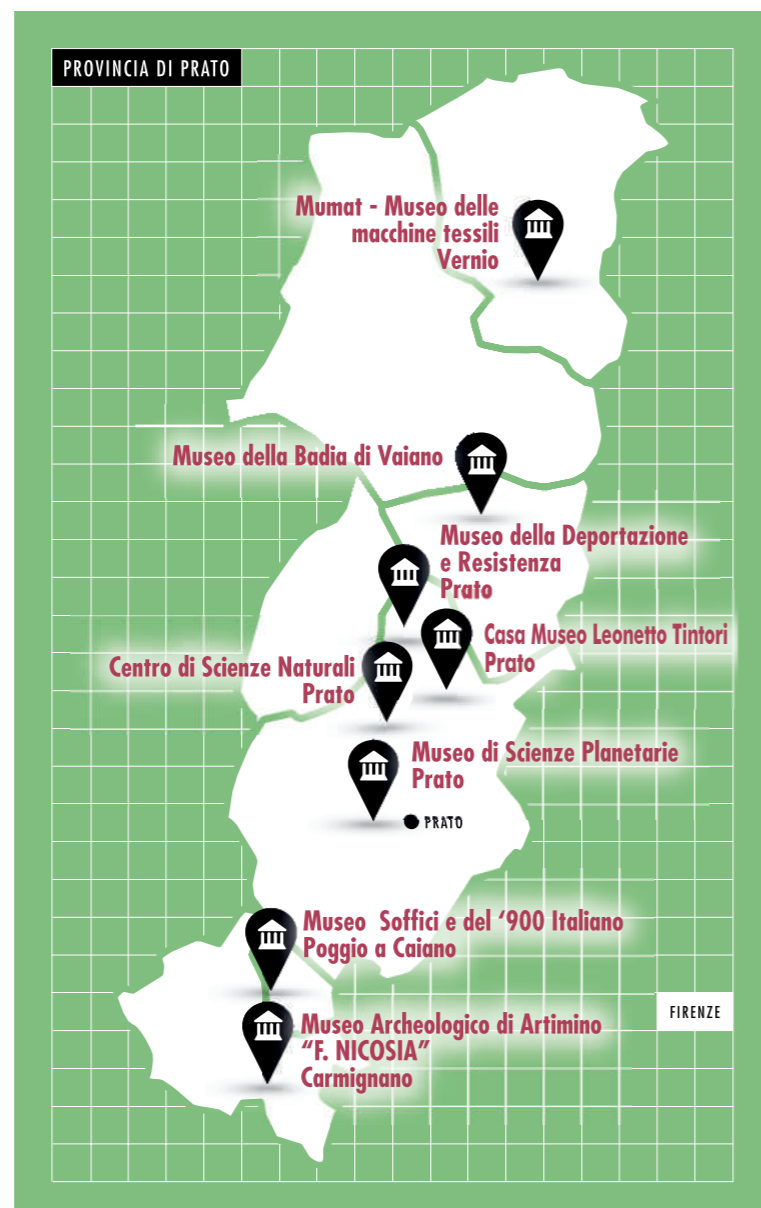 PROVINCIA DI PRATO
Mumat - Museo delle
macchine tessili
Vernio
Museo della Badia di Vaiano
Museo della Deportazione
e Resistenza
Prato
Casa Museo Leonetto Tintori
Prato
Centro di Scienze Naturali
Prato
Museo di Scienze Planetarie
Prato
PRATO
Museo Soffici e del ‘900 Italiano
Poggio a Caiano
FIRENZE
Museo Archeologico di Artimino
“F. NICOSIA”
Carmignano